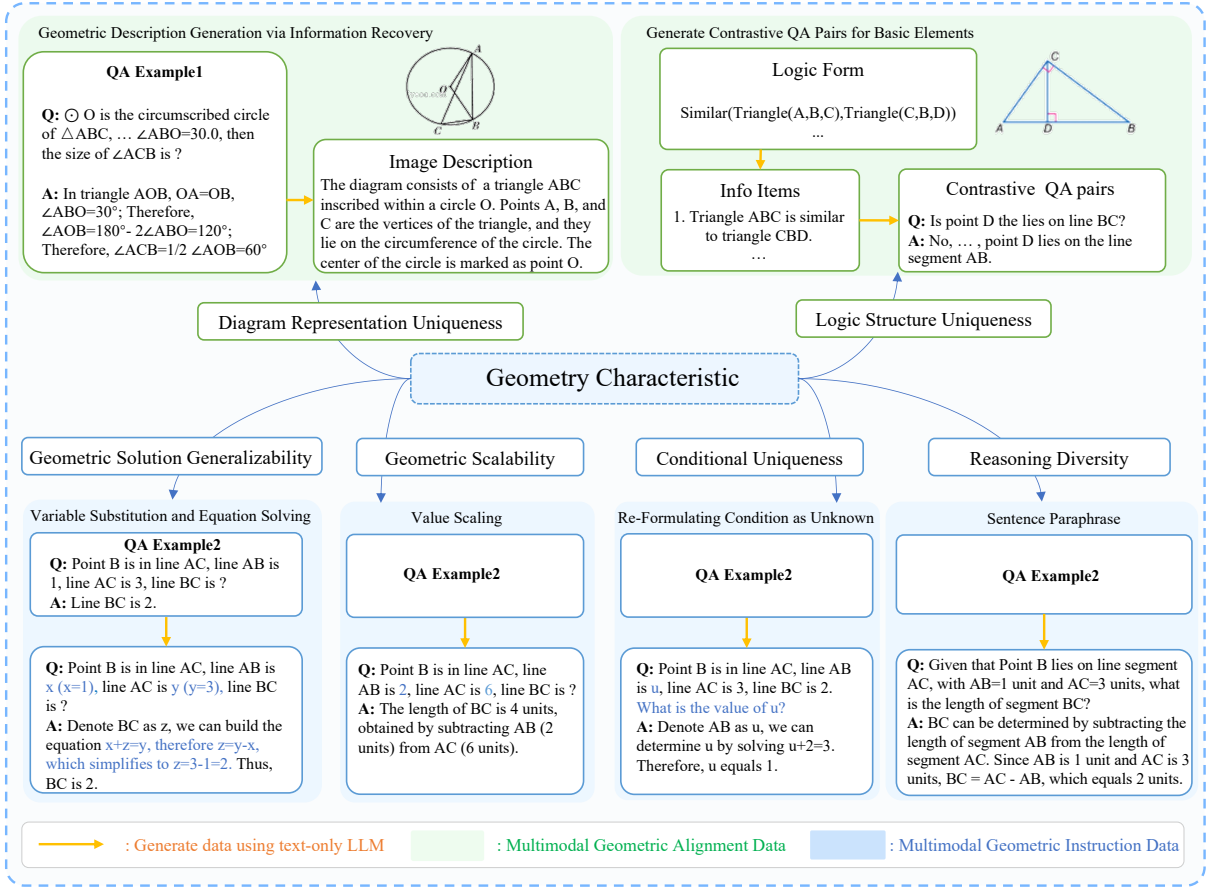 Geometric Description Generation via Information Recovery
QA Example1
Q: ⨀ O is the circumscribed circle
of △ABC, … ∠ABO=30.0, then
the size of ∠ACB is ?
A: In triangle AOB, OA=OB,
∠ABO=30°; Therefore,
∠AOB=180°- 2∠ABO=120°;
Therefore, ∠ACB=1/2 ∠AOB=60°
A
O
C
B
Image Description
The diagram consists of a triangle ABC
inscribed within a circle O. Points A, B, and
C are the vertices of the triangle, and they
lie on the circumference of the circle. The
center of the circle is marked as point O.
Generate Contrastive QA Pairs for Basic Elements
Logic Form
Similar(Triangle(A,B,C),Triangle(C,B,D))
...
C
A
D
B
Info Items
1. Triangle ABC is similar
to triangle CBD.
…
Contrastive QA pairs
Q: Is point D the lies on line BC?
A: No, … , point D lies on the line
segment AB.
Diagram Representation Uniqueness
Logic Structure Uniqueness
Geometry Characteristic
Geometric Solution Generalizability
Geometric Scalability
Conditional Uniqueness
Reasoning Diversity
Variable Substitution and Equation Solving
QA Example2
Q: Point B is in line AC, line AB is
1, line AC is 3, line BC is ?
A: Line BC is 2.
Q: Point B is in line AC, line AB is
x (x=1), line AC is y (y=3), line BC
is ?
A: Denote BC as z, we can build the
equation x+z=y, therefore z=y-x,
which simplifies to z=3-1=2. Thus,
BC is 2.
Value Scaling
QA Example2
Q: Point B is in line AC, line
AB is 2, line AC is 6, line BC is ?
A: The length of BC is 4 units,
obtained by subtracting AB (2
units) from AC (6 units).
Re-Formulating Condition as Unknown
QA Example2
Q: Point B is in line AC, line AB
is u, line AC is 3, line BC is 2.
What is the value of u?
A: Denote AB as u, we can
determine u by solving u+2=3.
Therefore, u equals 1.
Sentence Paraphrase
QA Example2
Q: Given that Point B lies on line segment
AC, with AB=1 unit and AC=3 units, what
is the length of segment BC?
A: BC can be determined by subtracting the
length of segment AB from the length of
segment AC. Since AB is 1 unit and AC is 3
units, BC = AC - AB, which equals 2 units.
: Generate data using text-only LLM
: Multimodal Geometric Alignment Data
: Multimodal Geometric Instruction Data